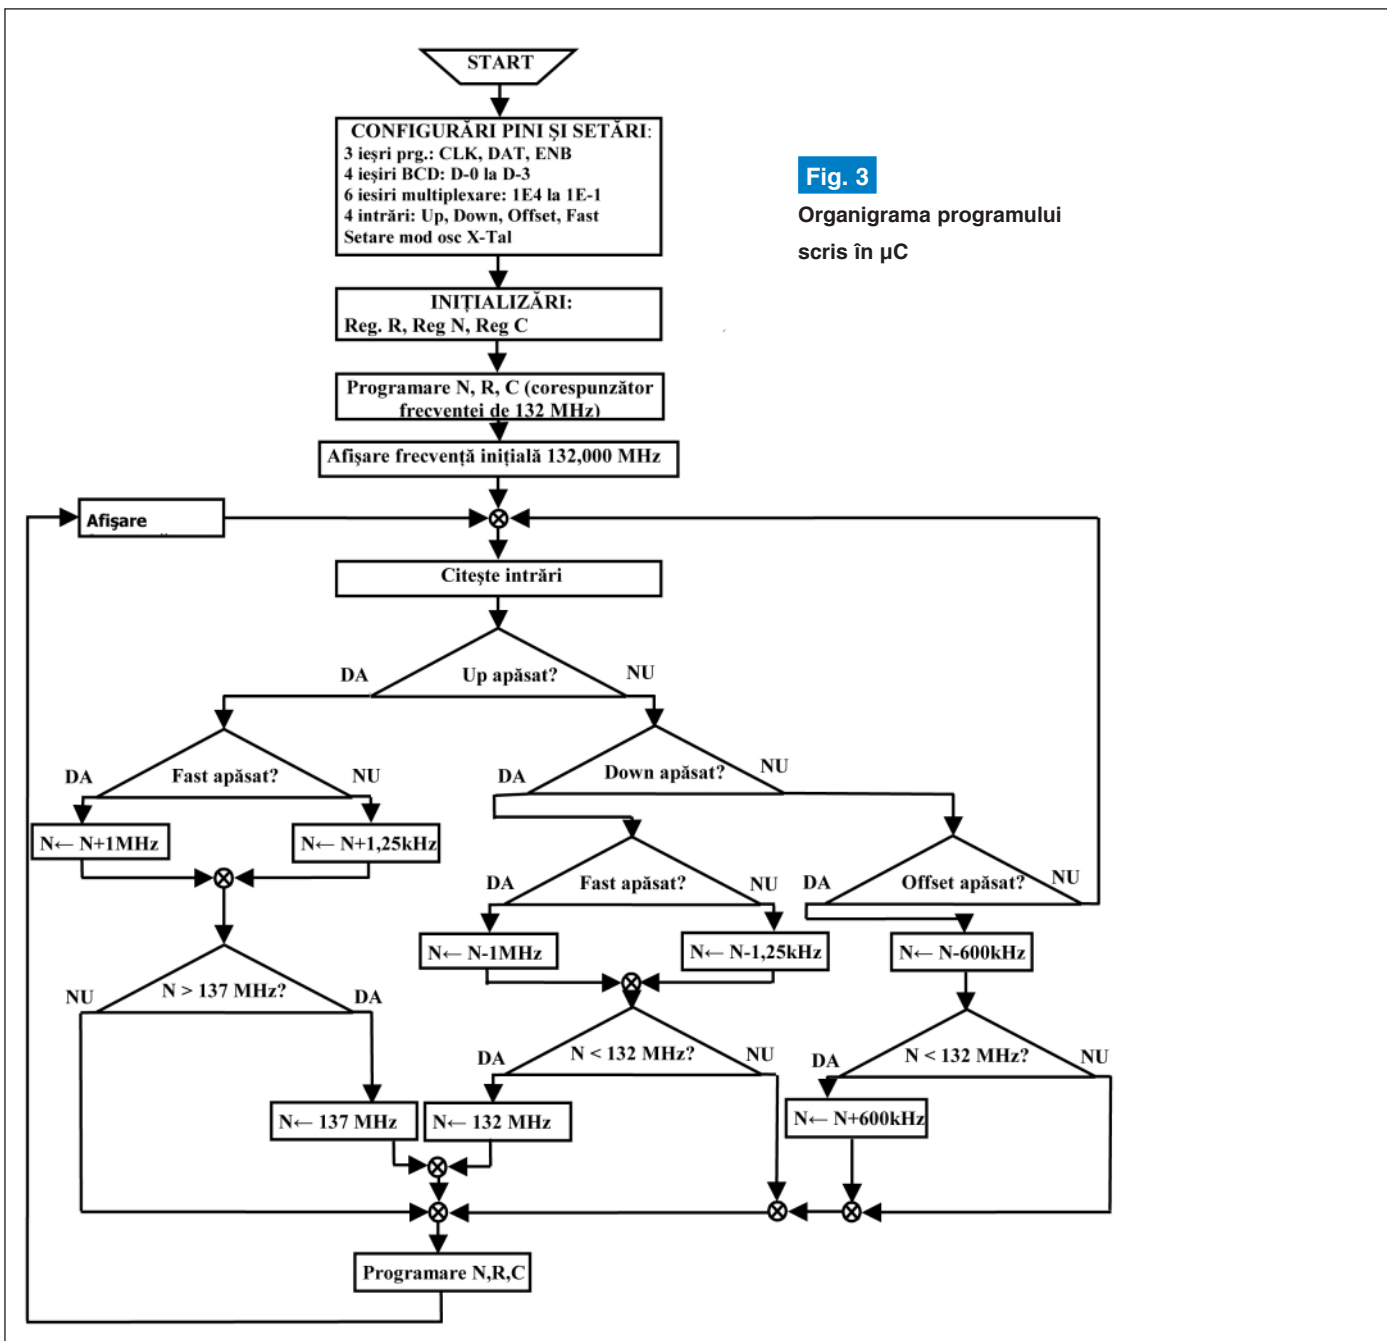 START
CONFIGURĂRI PINI ȘI SETĂRI:
3 ieşri prg.: CLK, DAT, ENB
4 ieşiri BCD: D-0 la D-3
6 iesiri multiplexare: 1E4 la 1E-1
4 intrări: Up, Down, Offset, Fast
Setare mod osc X-Tal
Fig. 3
Organigrama programului
scris în µC
INIȚIALIZĂRI:
Reg. R, Reg N, Reg C
Programare N, R, C (corespunzător
frecvenței de 132 MHz)
Afişare frecvență inițială 132,000 MHz
Afişare
Citeşte intrări
Up apăsat?
DA
NU
Fast apăsat?
DA
NU
Down apăsat?
DA
NU
N← N+1MHz
N← N+1,25kHz
Fast apăsat?
DA
NU
Offset apăsat?
DA
NU
N← N-1MHz
N← N-1,25kHz
N← N-600kHz
N > 137 MHz?
NU
DA
N < 132 MHz?
DA
NU
N < 132 MHz?
DA
NU
N← 137 MHz
N← 132 MHz
N← N+600kHz
Programare N,R,C